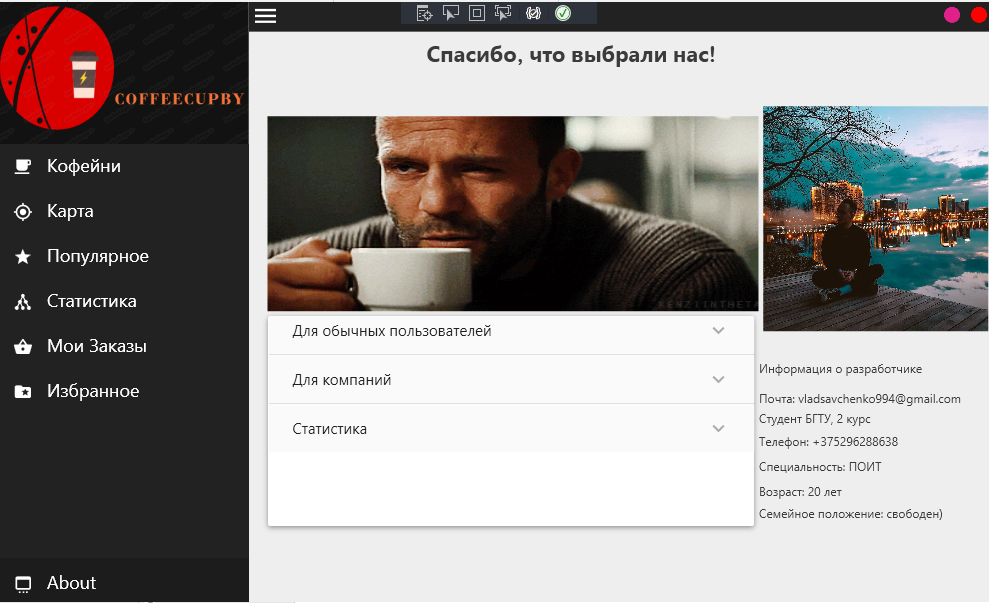 COFFEECUPBY
Кофейни
Карта
Популярное
Статистика
Мои Заказы
Избранное
About
Спасибо, что выбрали нас!
KENZIINTHETA
Для обычных пользователей
Для компаний
Статистика
Информация о разработчике
Почта: vladsavchenko994@gmail.com
Студент БГТУ, 2 курс
Телефон: +375296288638
Специальность: ПОИТ
Возраст: 20 лет
Семейное положение: свободен)